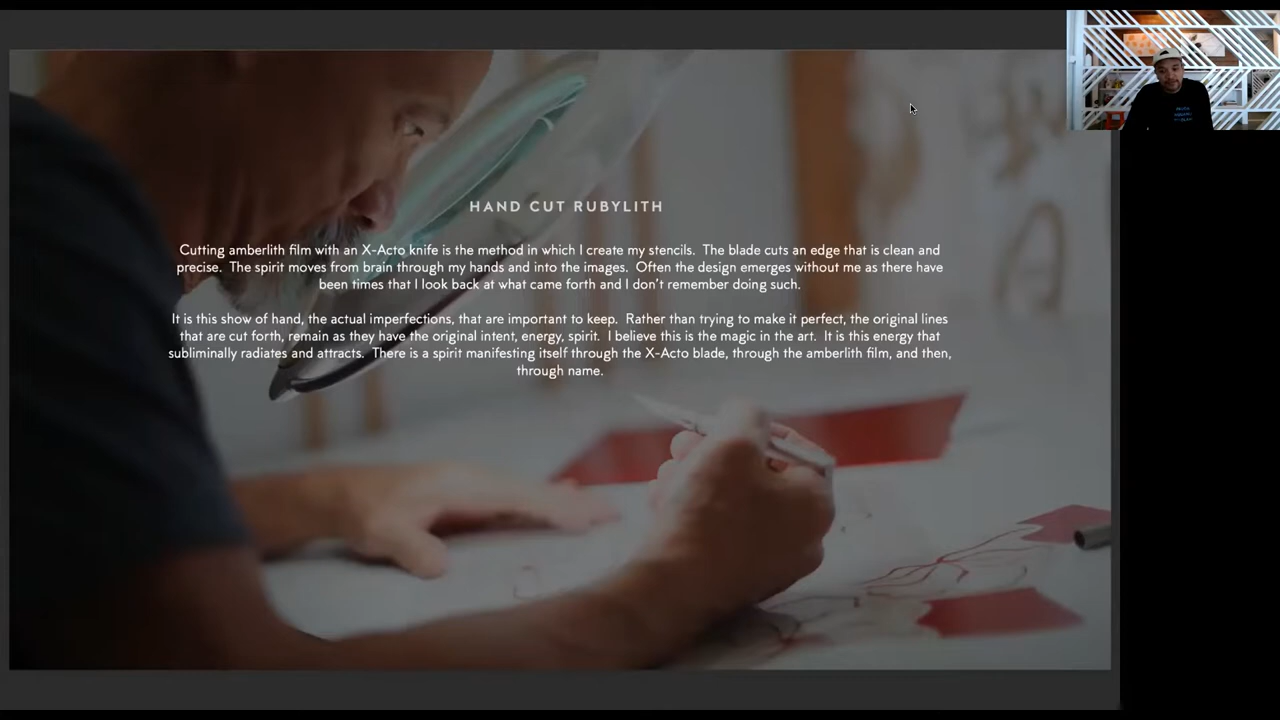 HAND CUT RUBYLITH
Cutting amberlith film with an X-Acto knife is the method in which I create my stencils. The blade cuts an edge that is clean and
precise. The spirit moves from brain through my hands and into the images. Often the design emerges without me as there have
been times that I look back at what came forth and I don't remember doing such.
It is this show of hand, the actual imperfections, that are important to keep. Rather than trying to make it perfect, the original lines
that are cut forth, remain as they have the original intent, energy, spirit. I believe this is the magic in the art. It is this energy that
subliminally radiates and attracts. There is a spirit manifesting itself through the X-Acto blade, through the amberlith film, and then,
through name.